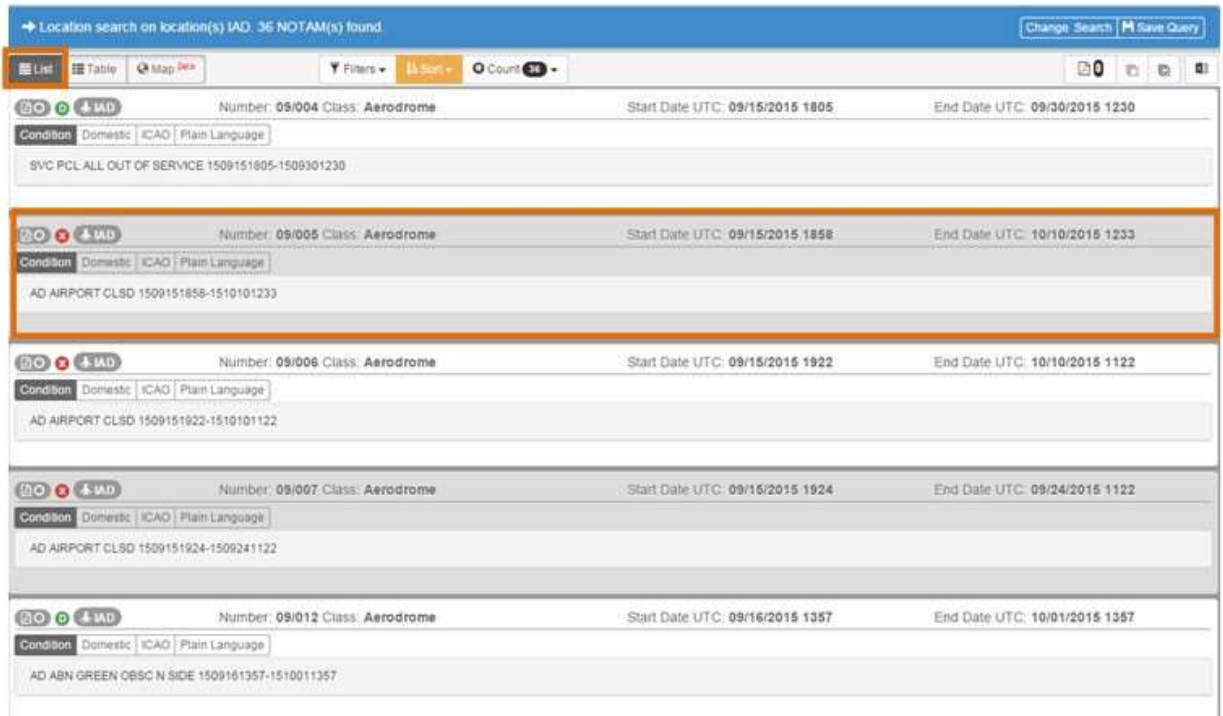 Location search on location(s) IAD. 36 NOTAM(s) found. Change Search Save Query
List Table Map Beta Filters Sort Count 36 0
IAD Number: 09/004 Class: Aerodrome Start Date UTC: 09/15/2015 1805 End Date UTC: 09/30/2015 1230
Condition Domestic ICAO Plain Language
SVC PCL ALL OUT OF SERVICE 1509151805-1509301230
IAD Number: 09/005 Class: Aerodrome Start Date UTC: 09/15/2015 1858 End Date UTC: 10/10/2015 1233
Condition Domestic ICAO Plain Language
AD AIRPORT CLSD 1509151858-1510101233
IAD Number: 09/006 Class: Aerodrome Start Date UTC: 09/15/2015 1922 End Date UTC: 10/10/2015 1122
Condition Domestic ICAO Plain Language
AD AIRPORT CLSD 1509151922-1510101122
IAD Number: 09/007 Class: Aerodrome Start Date UTC: 09/15/2015 1924 End Date UTC: 09/24/2015 1122
Condition Domestic ICAO Plain Language
AD AIRPORT CLSD 1509151924-1509241122
IAD Number: 09/012 Class: Aerodrome Start Date UTC: 09/16/2015 1357 End Date UTC: 10/01/2015 1357
Condition Domestic ICAO Plain Language
AD ABN GREEN OBSC N SIDE 1509161357-1510011357